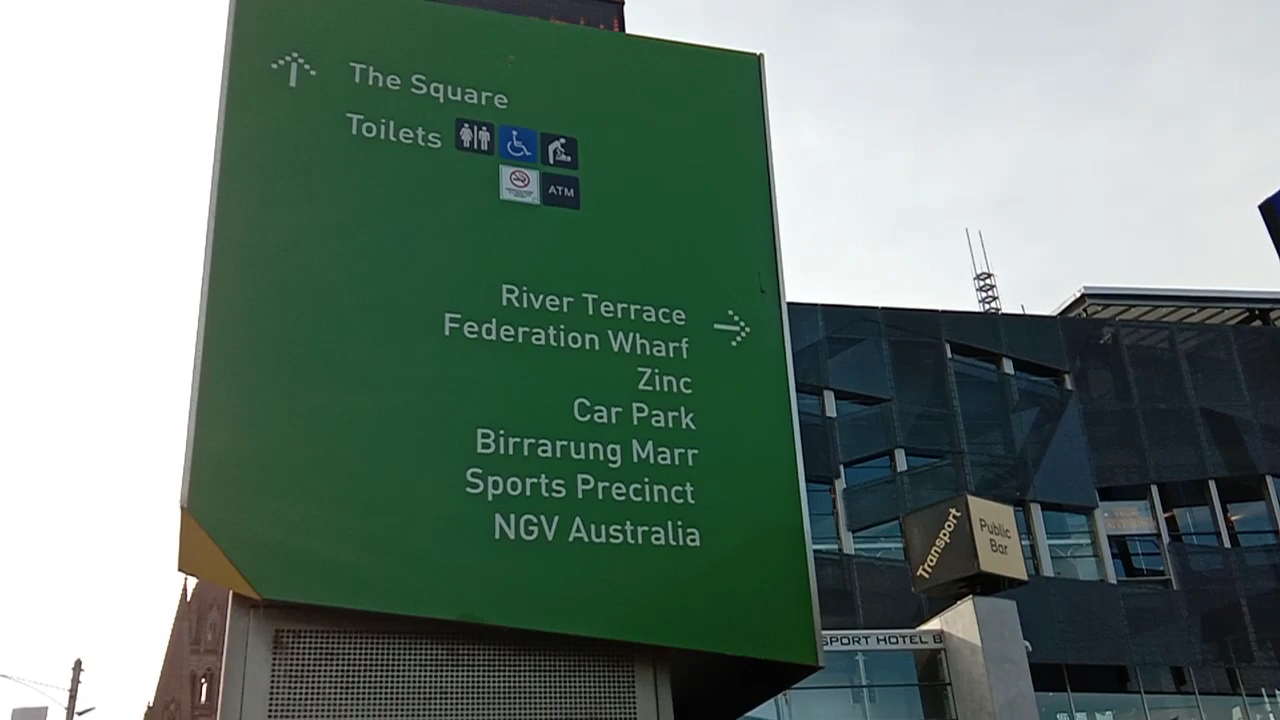 The Square
Toilets
ATM
River Terrace
Federation Wharf
Zinc
Car Park
Birrarung Marr
Sports Precinct
NGV Australia
Transport
Public
Bar
SPORT HOTEL B